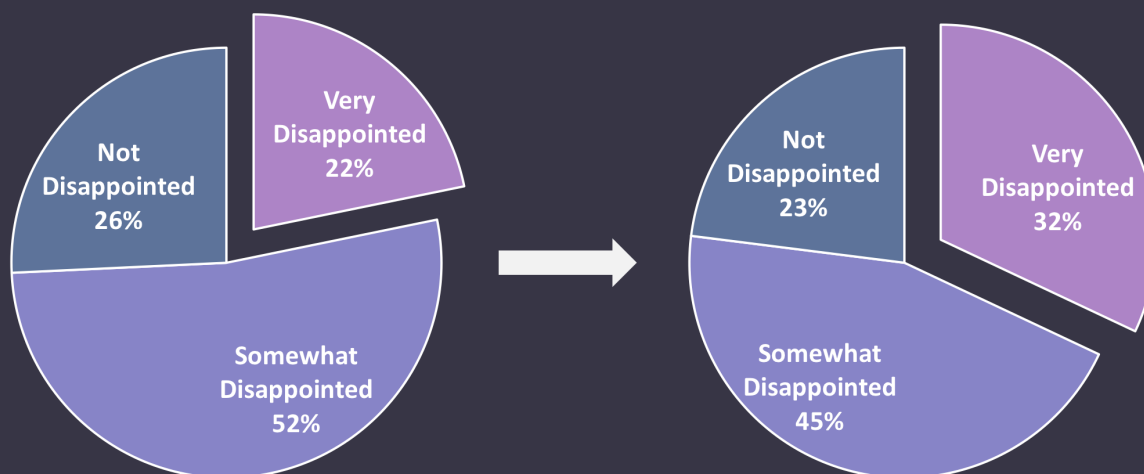 Very
Disappointed
22%
Not
Disappointed
26%
Somewhat
Disappointed
52%
Not
Disappointed
23%
Very
Disappointed
32%
Somewhat
Disappointed
45%